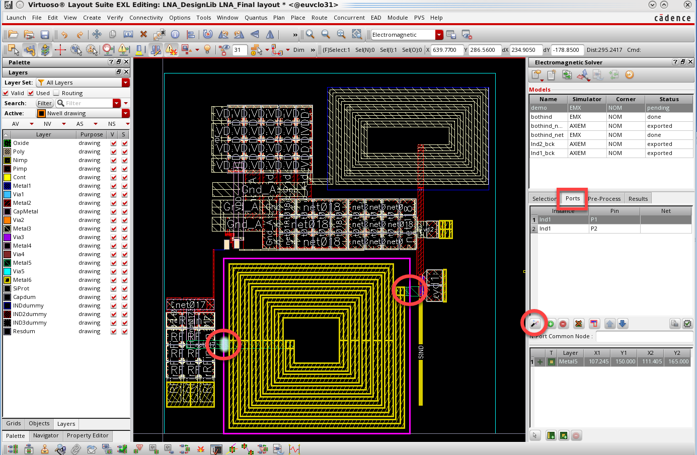 Virtuoso® Layout Suite EXL Editing: LNA_DesignLib LNA_Final layout * <@euvclo31>
Launch File Edit View Create Verify Connectivity Options Tools Window Quantus Plan Place Route Concurrent EAD Module PVS Help
cādence
31
Dim
Electromagnetic
(F)Select:1 Sel(N):0 Sel(I):0 Sel(O):0 X 639.7700 Y 286.5600 dX 234.9050 dY -178.8500 Dist:295.2417 Cmd:
Palette
Layers
Layer Set: All Layers
Valid Used Routing
Search: Filter Filter
Active: Nwell drawing
AV NV AS NS
Layer Purpose V S
Oxide drawing
Poly drawing
Nimp drawing
Pimp drawing
Cont drawing
Metal1 drawing
Via1 drawing
Metal2 drawing
CapMetal drawing
Via2 drawing
Metal3 drawing
Via3 drawing
Metal4 drawing
Via4 drawing
Metal5 drawing
Via5 drawing
Metal6 drawing
SiProt drawing
Capdum drawing
INDdummy drawing
IND2dummy drawing
IND3dummy drawing
Resdum drawing
Grids Objects Layers
Palette Navigator Property Editor
Gnd_A
net018
net017
Electromagnetic Solver
Models
Name Simulator Corner Status
demo EMX NOM pending
bothind EMX NOM done
bothind_n... AXIEM NOM exported
bothind_net EMX NOM done
Ind2_bck AXIEM NOM exported
Ind1_bck AXIEM NOM exported
Selection Ports Pre-Process Results
Instance Pin Net
1 Ind1 P1
2 Ind1 P2
Port Common Node :
T Layer X1 Y1 X2 Y2
1 Metal5 107.245 150.000 111.405 165.000